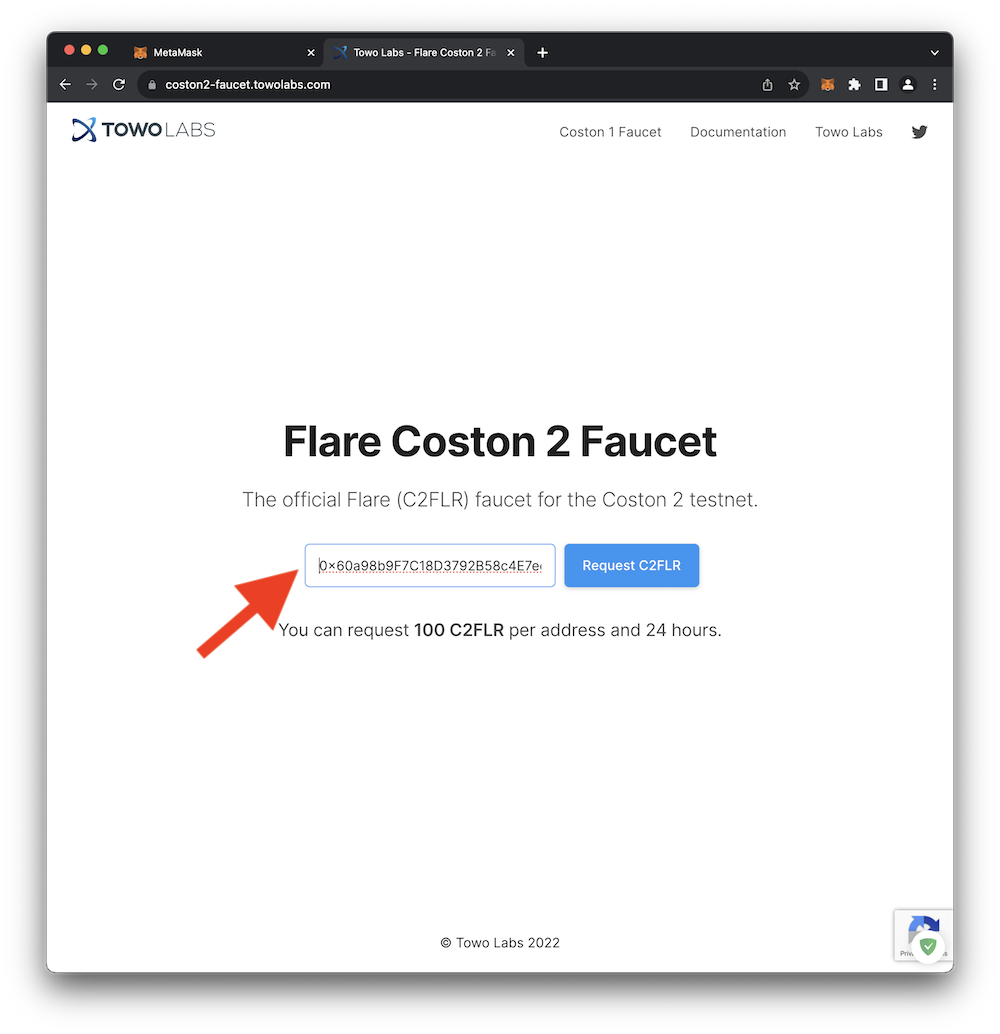 MetaMask
Towo Labs - Flare Coston 2 Fa
coston2-faucet.towolabs.com
TOWO LABS
Coston 1 Faucet
Documentation
Towo Labs
Flare Coston 2 Faucet
The official Flare (C2FLR) faucet for the Coston 2 testnet.
0x60a98b9F7C18D3792B58c4E7e
Request C2FLR
You can request 100 C2FLR per address and 24 hours.
© Towo Labs 2022